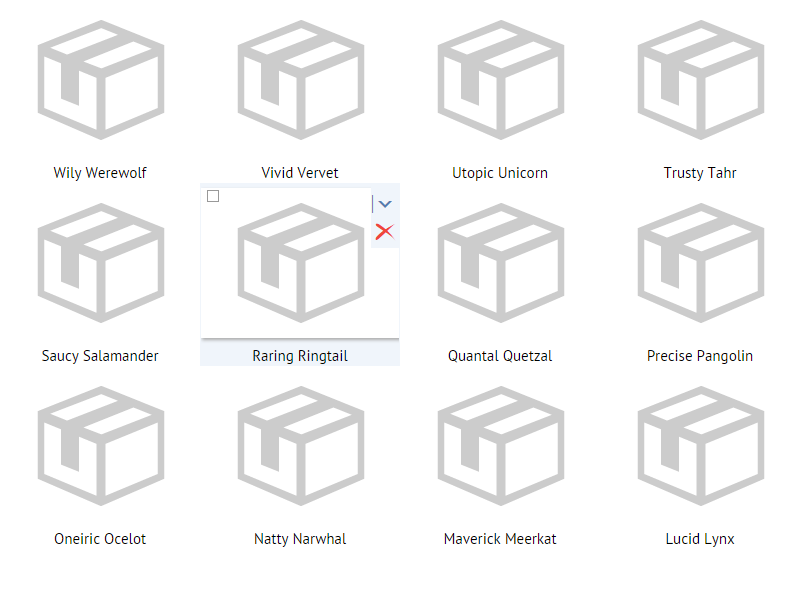 Wily Werewolf
Vivid Vervet
Utopic Unicorn
Trusty Tahr
Saucy Salamander
Raring Ringtail
Quantal Quetzal
Precise Pangolin
Oneiric Ocelot
Natty Narwhal
Maverick Meerkat
Lucid Lynx